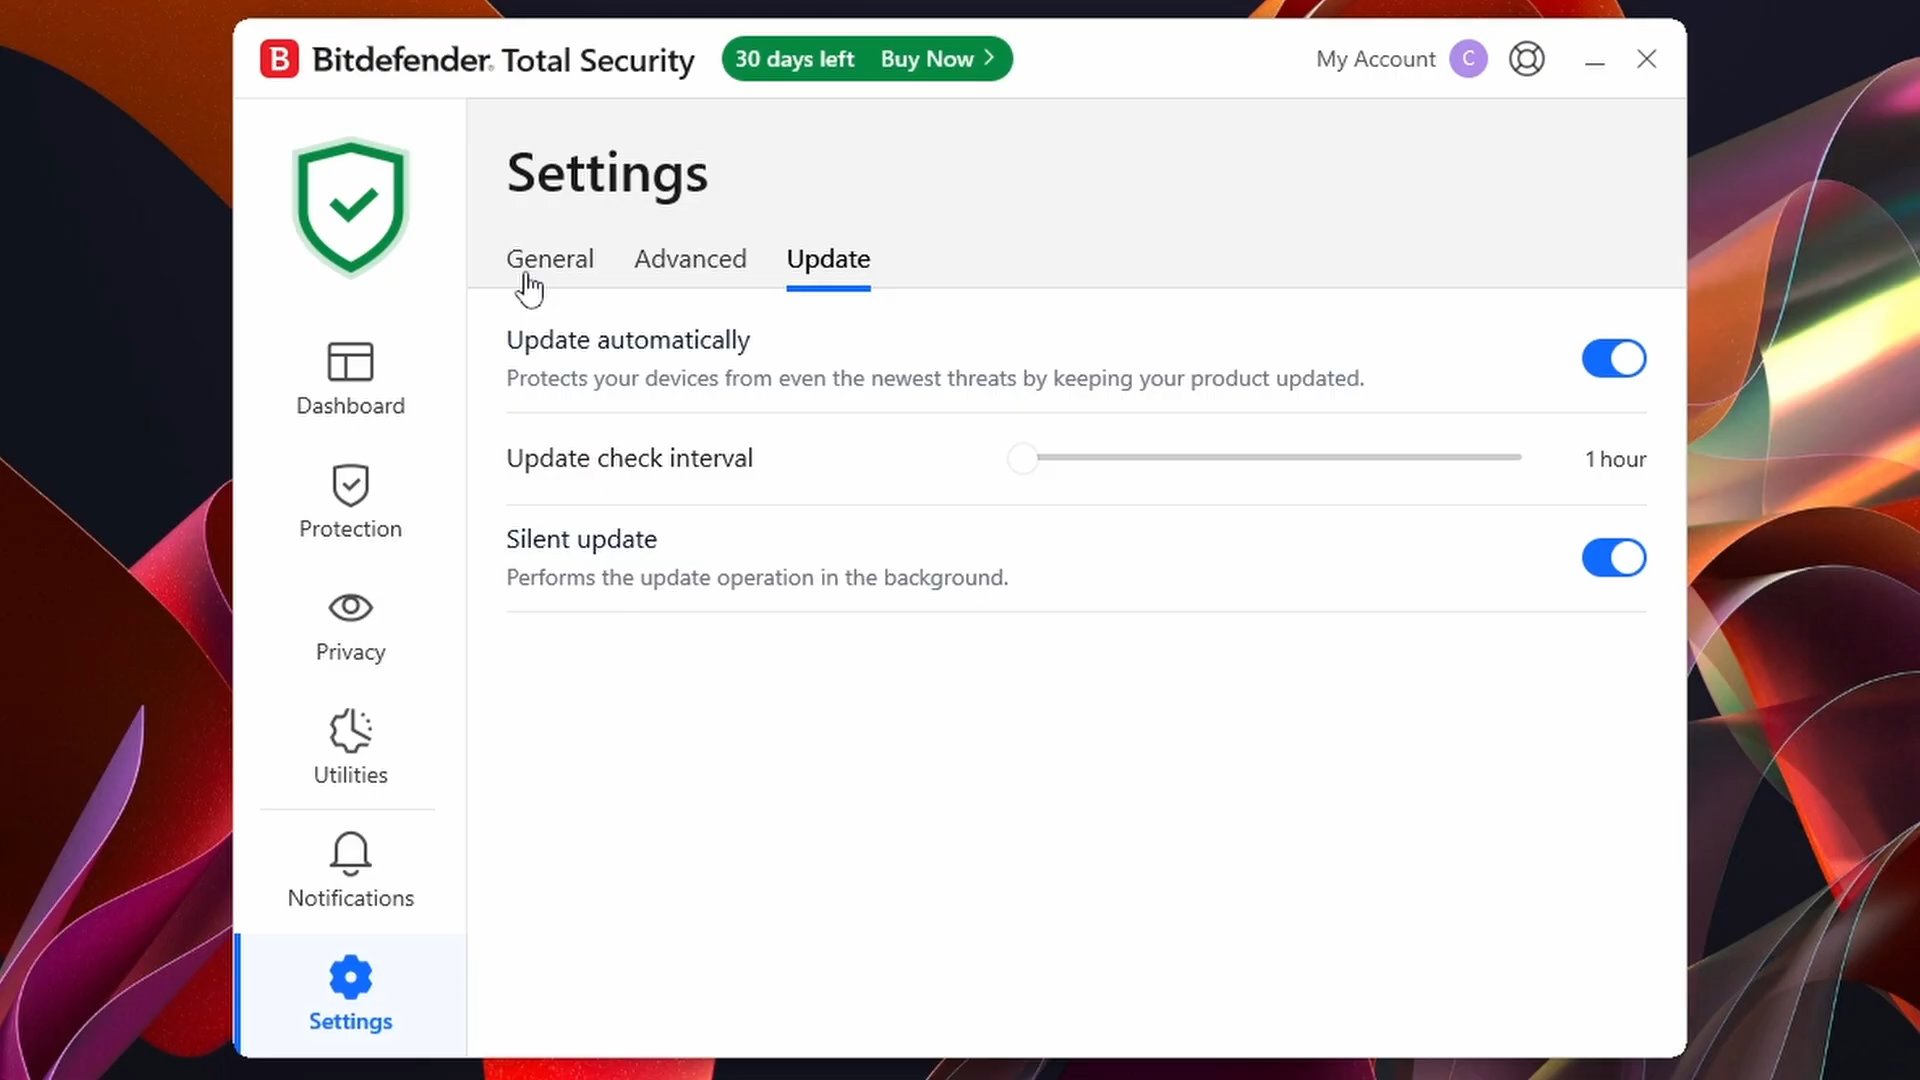 B Bitdefender. Total Security 30 days left Buy Now My Account C
Settings
General Advanced Update
Update automatically
Protects your devices from even the newest threats by keeping your product updated.
Update check interval 1 hour
Silent update
Performs the update operation in the background.
Dashboard
Protection
Privacy
Utilities
Notifications
Settings